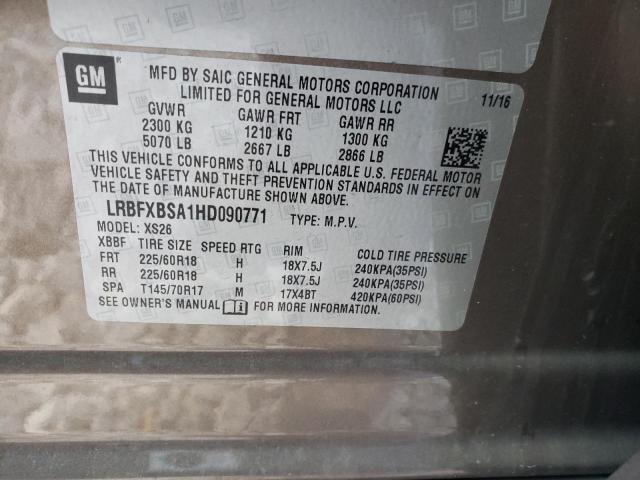 GM GM GM GM
GM
MFD BY SAIC GENERAL MOTORS CORPORATION
LIMITED FOR GENERAL MOTORS LLC
11/16
GVWR GAWR FRT GAWR RR
2300 KG 1210 KG 1300 KG
5070 LB 2667 LB 2866 LB
THIS VEHICLE CONFORMS TO ALL APPLICABLE U.S. FEDERAL MOTOR
VEHICLE SAFETY AND THEFT PREVENTION STANDARDS IN EFFECT ON
THE DATE OF MANUFACTURE SHOWN ABOVE.
LRBFXBSA1HD090771 TYPE: M.P.V.
MODEL: XS26
XBBF TIRE SIZE SPEED RTG RIM COLD TIRE PRESSURE
FRT 225/60R18 H 18X7.5J 240KPA(35PSI)
RR 225/60R18 H 18X7.5J 240KPA(35PSI)
SPA T145/70R17 M 17X4BT 420KPA(60PSI)
SEE OWNER'S MANUAL FOR MORE INFORMATION.